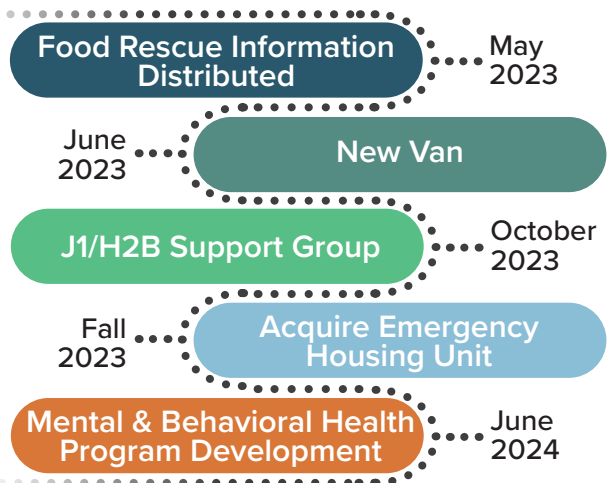 Food Rescue Information
Distributed
May
2023
June
2023
New Van
J1/H2B Support Group
October
2023
Fall
2023
Acquire Emergency
Housing Unit
Mental & Behavioral Health
Program Development
June
2024